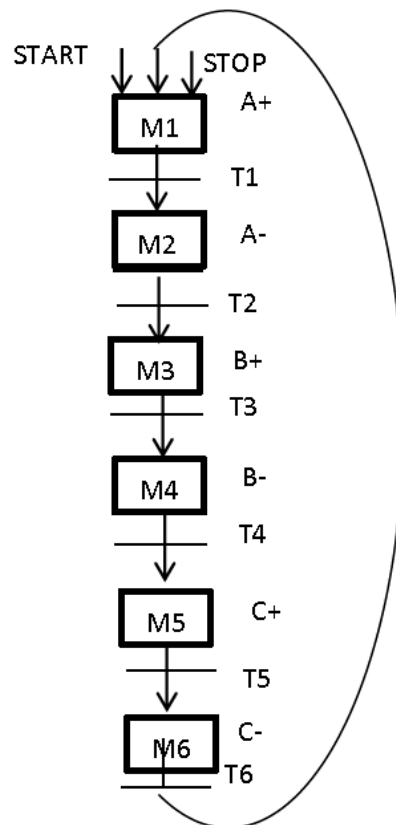 START
STOP
A+
M1
T1
M2 A-
T2
M3 B+
T3
M4 B-
T4
M5 C+
T5
C-
M6
T6